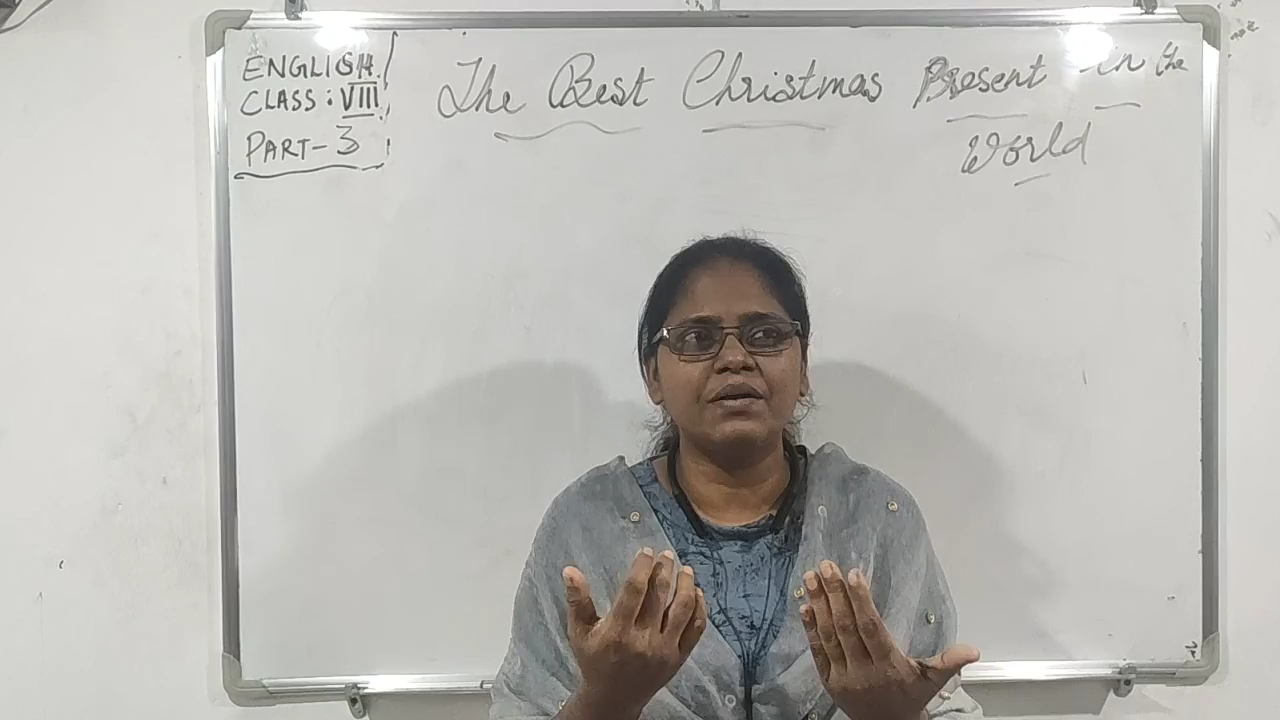 ENGLISH
CLASS: VIII
PART-3
The Best Christmas Present in the
World